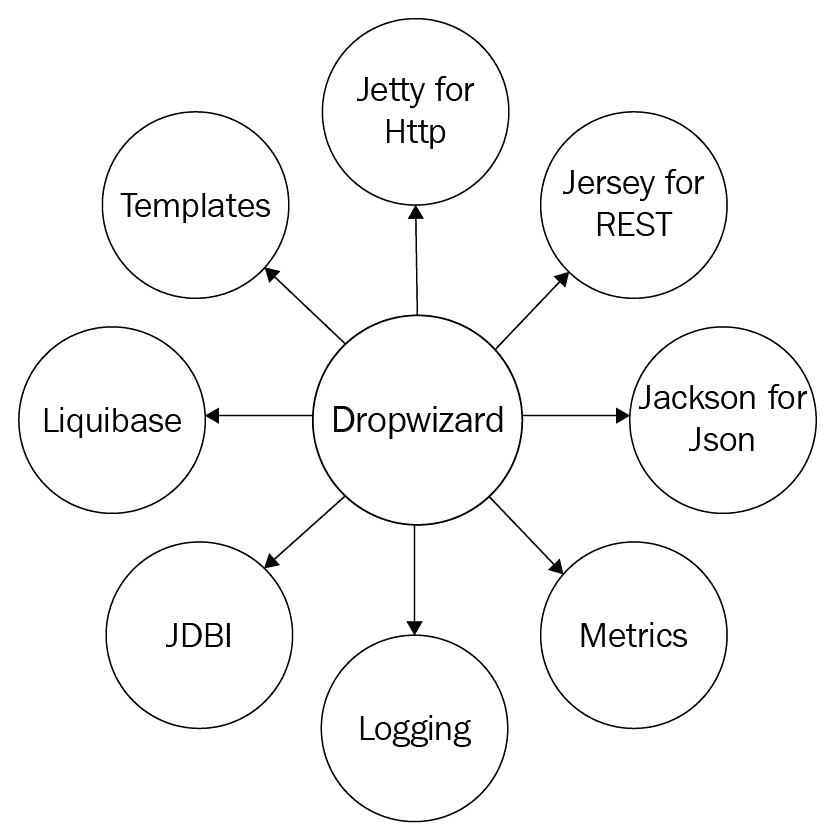 Jetty for
Http
Templates
Jersey for
REST
Liquibase
Dropwizard
Jackson for
Json
JDBI
Metrics
Logging